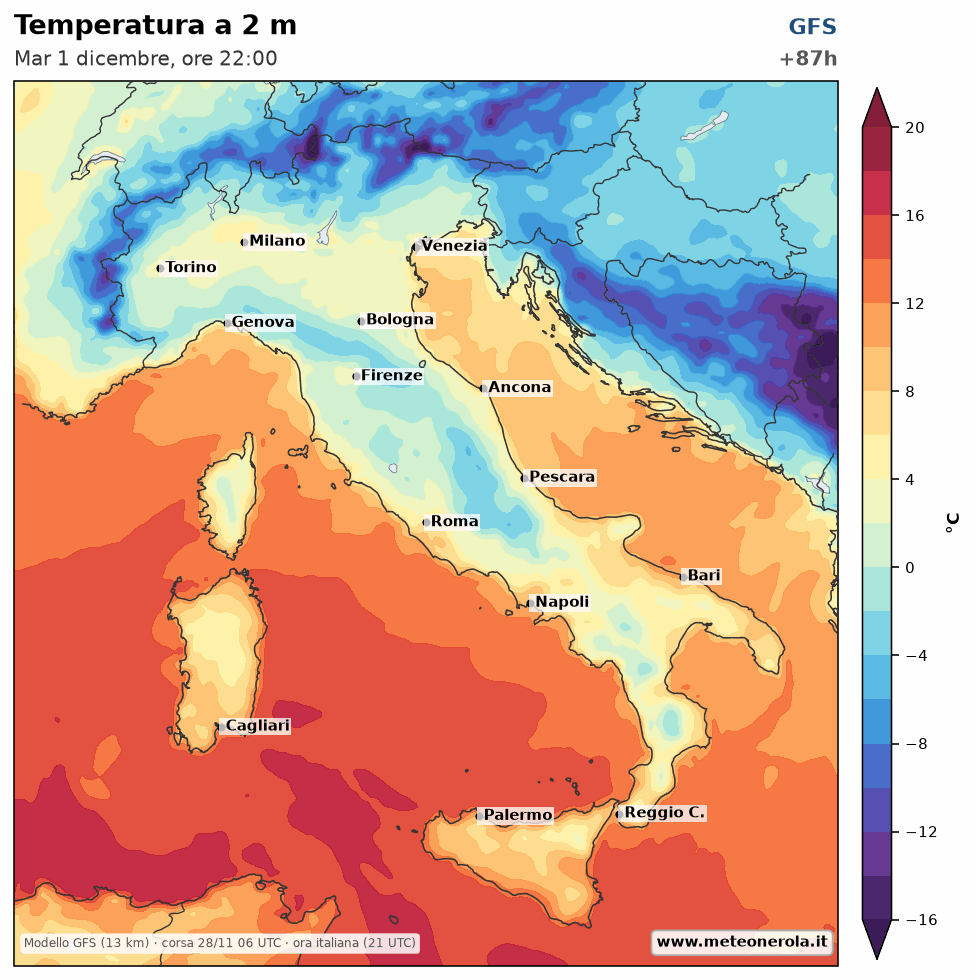 Temperatura a 2 m
GFS
Mar 1 dicembre, ore 22:00
+87h
Milano
Venezia
Torino
Genova
Bologna
Firenze
Ancona
Pescara
Roma
Bari
Napoli
Cagliari
Palermo
Reggio C.
20
16
12
8
4
0
−4
−8
−12
−16
°C
Modello GFS (13 km) · corsa 28/11 06 UTC · ora italiana (21 UTC)
www.meteonerola.it